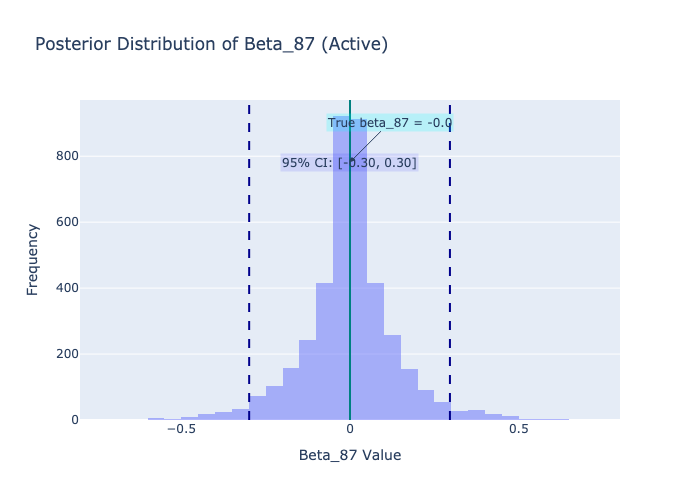 Posterior Distribution of Beta_87 (Active)
True beta_87 = -0.0
95% CI: [-0.30, 0.30]
800
600
400
200
0
Frequency
−0.5
0
0.5
Beta_87 Value